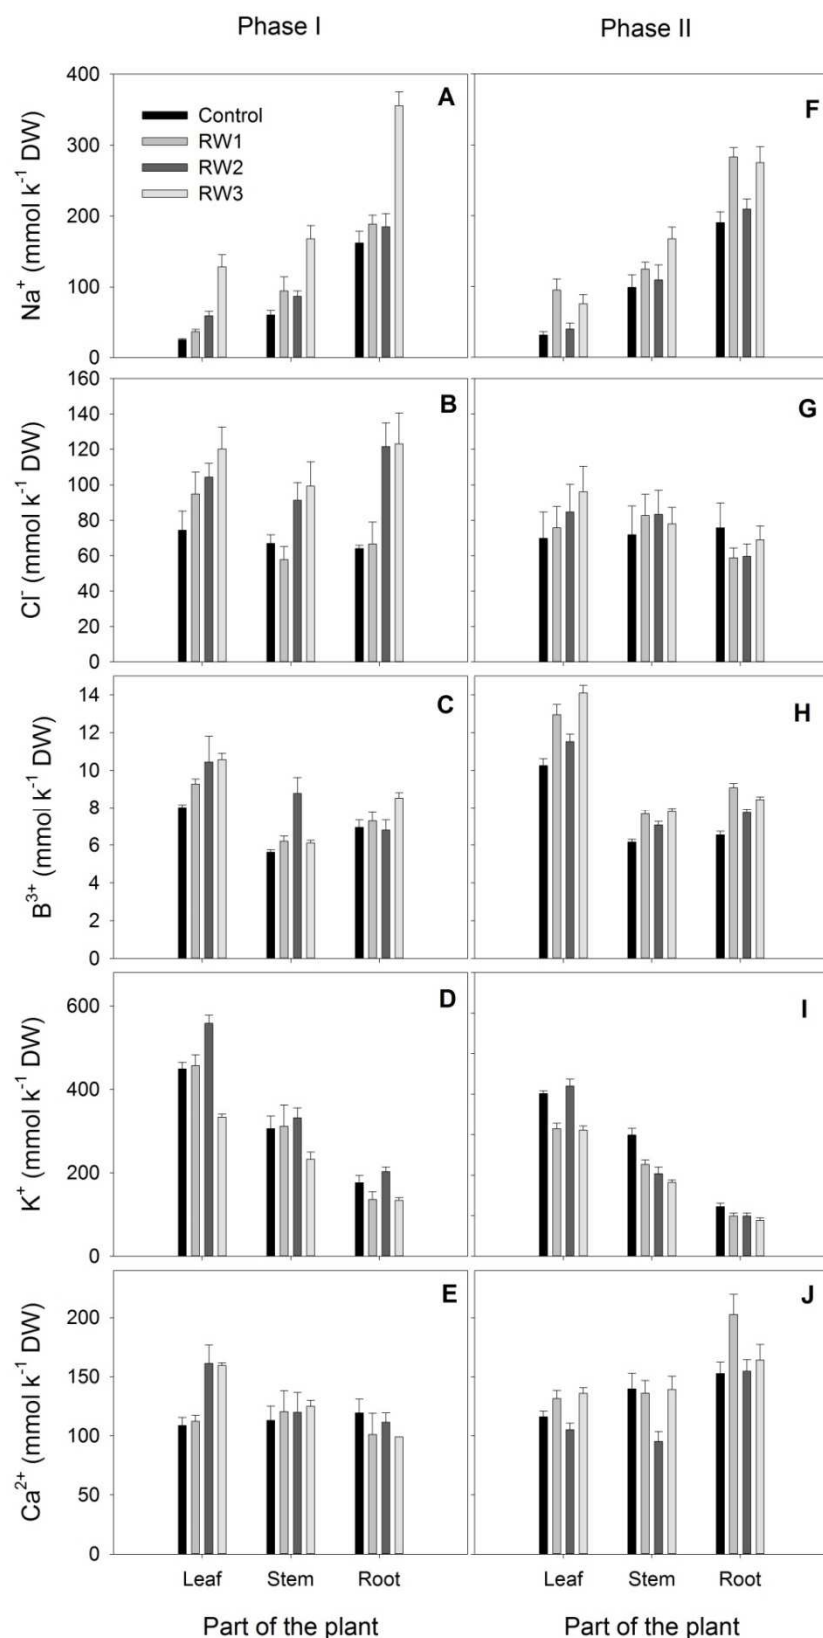 Phase I
Phase II
Na⁺ (mmol k⁻¹ DW)
400
300
200
100
0
A
Control
RW1
RW2
RW3
F
Cl⁻ (mmol k⁻¹ DW)
160
140
120
100
80
60
40
20
0
B
G
B³⁺ (mmol k⁻¹ DW)
14
12
10
8
6
4
2
0
C
H
K⁺ (mmol k⁻¹ DW)
600
400
200
0
D
I
Ca²⁺ (mmol k⁻¹ DW)
200
150
100
50
0
E
J
Leaf Stem Root
Leaf Stem Root
Part of the plant
Part of the plant